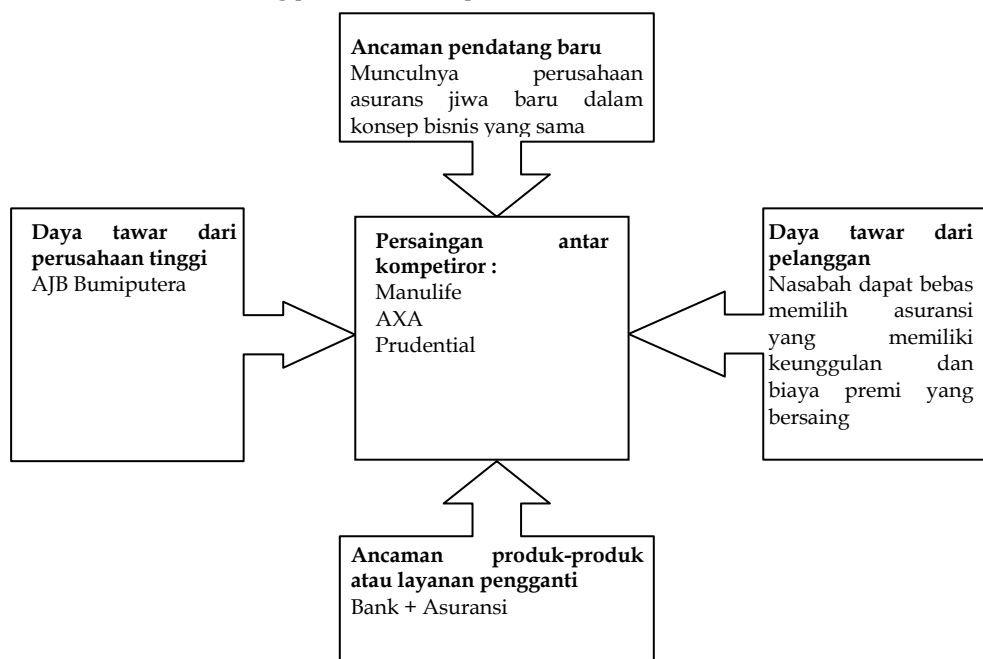 Ancaman pendatang baru
Munculnya perusahaan
asurans jiwa baru dalam
konsep bisnis yang sama
Daya tawar dari
perusahaan tinggi
AJB Bumiputera
Persaingan antar
kompetiror :
Manulife
AXA
Prudential
Daya tawar dari
pelanggan
Nasabah dapat bebas
memilih asuransi
yang memiliki
keunggulan dan
biaya premi yang
bersaing
Ancaman produk-produk
atau layanan pengganti
Bank + Asuransi